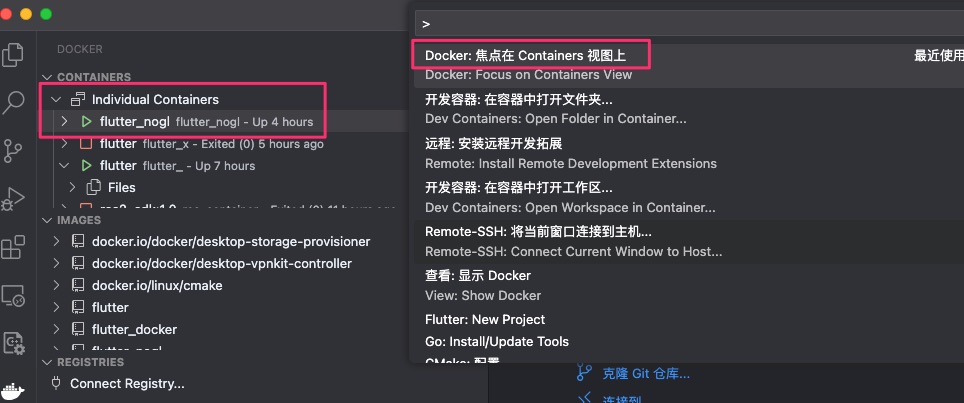 DOCKER
CONTAINERS
Individual Containers
flutter_nogl flutter_nogl - Up 4 hours
flutter flutter_x - Exited (0) 5 hours ago
flutter flutter_ - Up 7 hours
Files
IMAGES
docker.io/docker/desktop-storage-provisioner
docker.io/docker/desktop-vpnkit-controller
docker.io/linux/cmake
flutter
flutter_docker
flutter_nogl
REGISTRIES
Connect Registry...
>
Docker: 焦点在 Containers 视图上 最近使用
Docker: Focus on Containers View
开发容器: 在容器中打开文件夹...
Dev Containers: Open Folder in Container...
远程: 安装远程开发拓展
Remote: Install Remote Development Extensions
开发容器: 在容器中打开工作区...
Dev Containers: Open Workspace in Container...
Remote-SSH: 将当前窗口连接到主机...
Remote-SSH: Connect Current Window to Host...
查看: 显示 Docker
View: Show Docker
Flutter: New Project
Go: Install/Update Tools
CMake: 配置
克隆 Git 仓库...
连接到